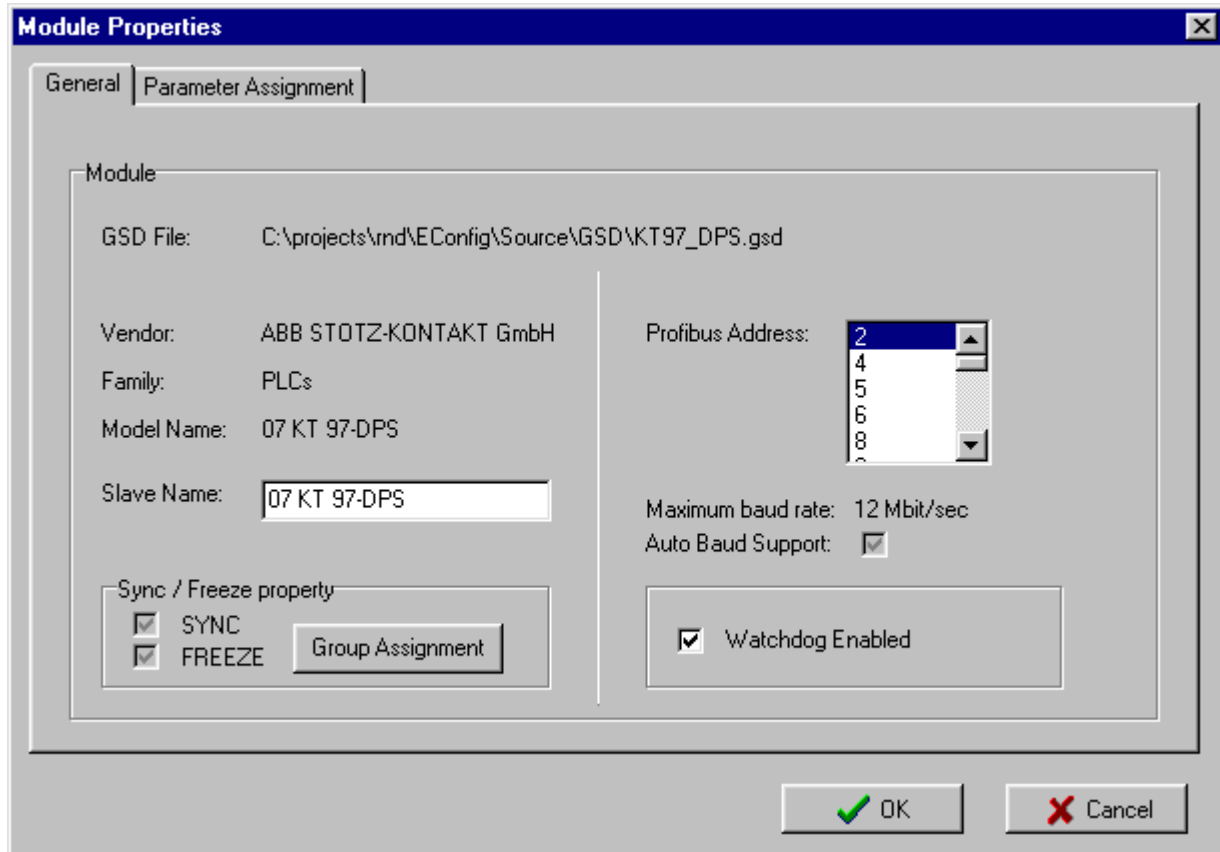 Module Properties
General
Parameter Assignment
Module
GSD File: C:\projects\rnd\EConfig\Source\GSD\KT97_DPS.gsd
Vendor: ABB STOTZ-KONTAKT GmbH
Family: PLCs
Model Name: 07 KT 97-DPS
Slave Name: 07 KT 97-DPS
Sync / Freeze property
SYNC
FREEZE
Group Assignment
Profibus Address:
2
4
5
6
8
Maximum baud rate: 12 Mbit/sec
Auto Baud Support:
Watchdog Enabled
OK
Cancel